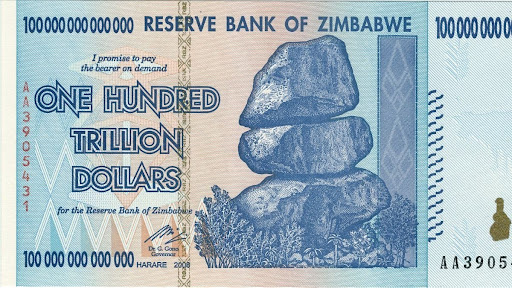 100 000 000 000 000
RESERVE BANK OF ZIMBABWE
100 000 000 00
I promise to pay
the bearer on demand
ONE HUNDRED
TRILLION
DOLLARS
for the Reserve Bank of Zimbabwe
Dr. G. Gono
Governor
HARARE 2008
100 000 000 000 000
AA3905431
AA3905